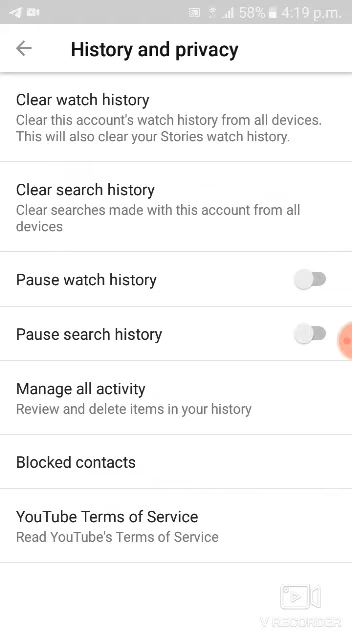 58% 4:19 p.m.
History and privacy
Clear watch history
Clear this account's watch history from all devices.
This will also clear your Stories watch history.
Clear search history
Clear searches made with this account from all
devices
Pause watch history
Pause search history
Manage all activity
Review and delete items in your history
Blocked contacts
YouTube Terms of Service
Read YouTube's Terms of Service
V RECORDER